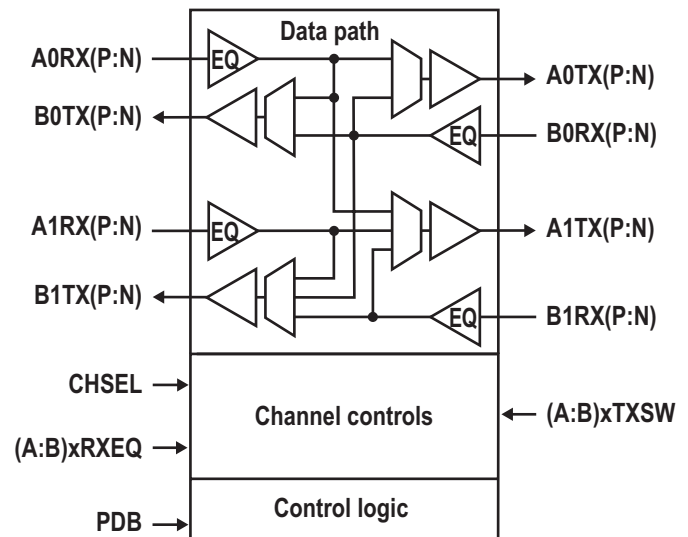 Data path
A0RX(P:N)
EQ
A0TX(P:N)
B0TX(P:N)
EQ
B0RX(P:N)
A1RX(P:N)
EQ
A1TX(P:N)
B1TX(P:N)
EQ
B1RX(P:N)
CHSEL
Channel controls
(A:B)xTXSW
(A:B)xRXEQ
Control logic
PDB